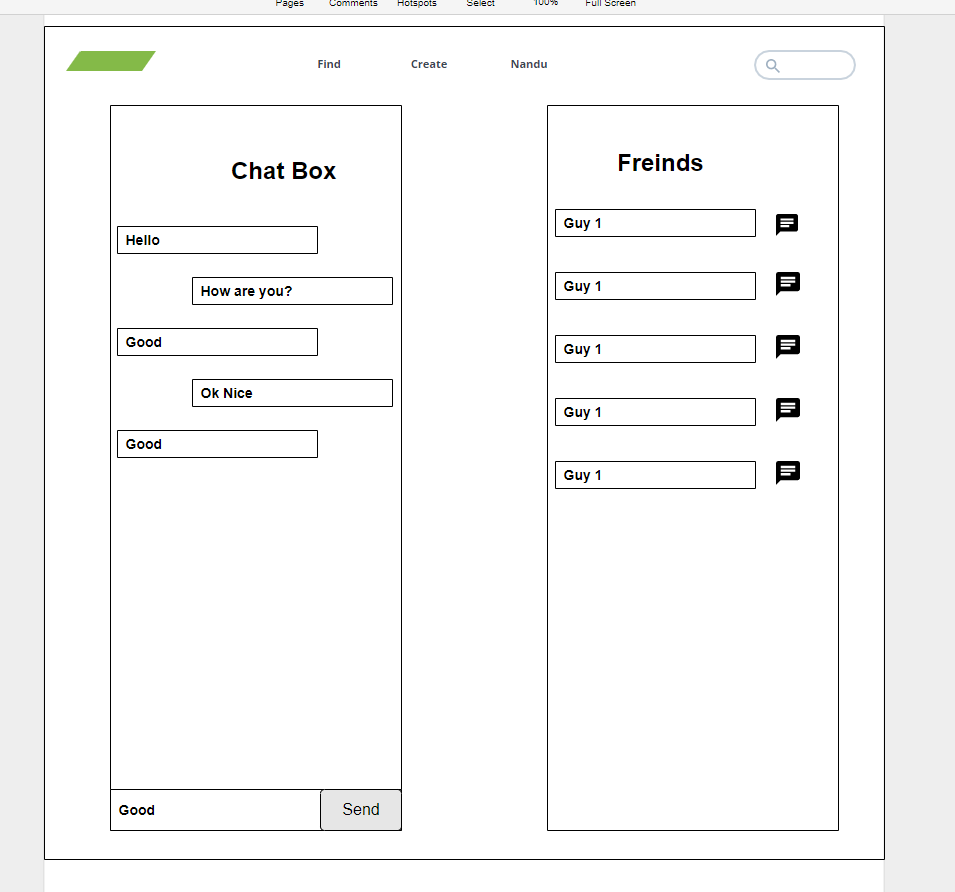 Pages Comments Hotspots Select 100% Full Screen
Find Create Nandu
Chat Box
Hello
How are you?
Good
Ok Nice
Good
Good Send
Freinds
Guy 1
Guy 1
Guy 1
Guy 1
Guy 1